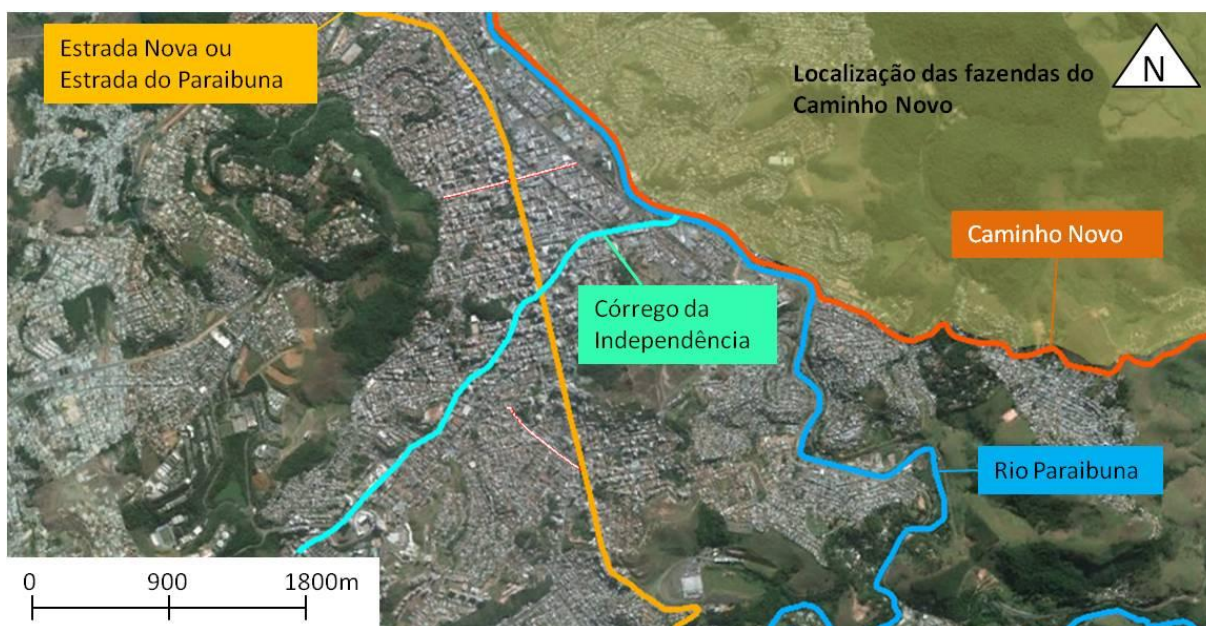 Estrada Nova ou
Estrada do Paraibuna
Localização das fazendas do
Caminho Novo
N
Caminho Novo
Córrego da
Independência
Rio Paraibuna
0 900 1800m